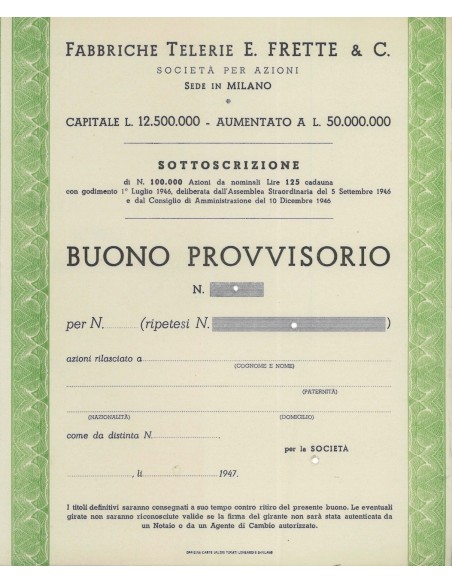 FABBRICHE TELERIE E. FRETTE & C.
SOCIETÀ PER AZIONI
SEDE IN MILANO
CAPITALE L. 12.500.000 - AUMENTATO A L. 50.000.000
SOTTOSCRIZIONE
di N. 100.000 Azioni da nominali Lire 125 cadauna
con godimento 1° Luglio 1946, deliberata dall'Assemblea Straordinaria del 5 Settembre 1946
e dal Consiglio di Amministrazione del 10 Dicembre 1946
BUONO PROVVISORIO
N.
per N. (ripetesi N. )
azioni rilasciato a
(COGNOME E NOME)
(PATERNITÀ)
(NAZIONALITÀ) (DOMICILIO)
come da distinta N.
per la SOCIETÀ
, li 1947.
I titoli definitivi saranno consegnati a suo tempo contro ritiro del presente buono. Le eventuali
girate non saranno riconosciute valide se la firma del girante non sarà stata autenticata da
un Notaio o da un Agente di Cambio autorizzato.
OFFICINA CARTE VALORI TURATI LOMBARDI E